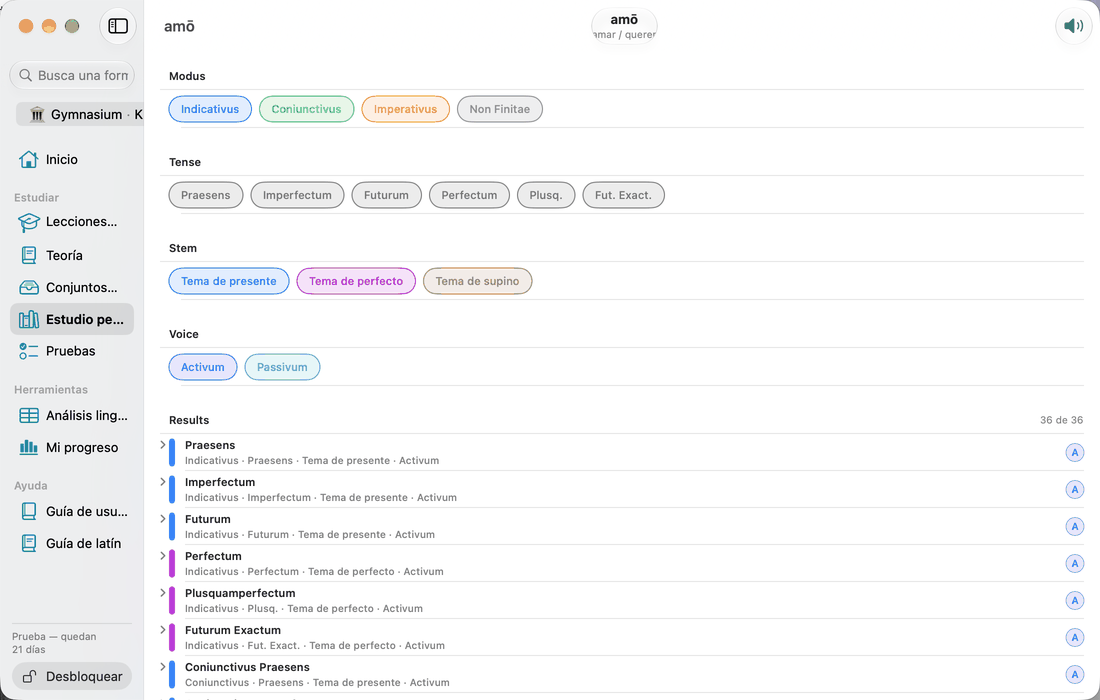 amō
amō
amar / querer
Busca una forn
Gymnasium · K
Inicio
Estudiar
Lecciones...
Teoría
Conjuntos...
Estudio pe...
Pruebas
Herramientas
Análisis ling...
Mi progreso
Ayuda
Guía de usu...
Guía de latín
Prueba — quedan
21 días
Desbloquear
Modus
Indicativus Coniunctivus Imperativus Non Finitae
Tense
Praesens Imperfectum Futurum Perfectum Plusq. Fut. Exact.
Stem
Tema de presente Tema de perfecto Tema de supino
Voice
Activum Passivum
Results 36 de 36
Praesens
Indicativus · Praesens · Tema de presente · Activum A
Imperfectum
Indicativus · Imperfectum · Tema de presente · Activum A
Futurum
Indicativus · Futurum · Tema de presente · Activum A
Perfectum
Indicativus · Perfectum · Tema de perfecto · Activum A
Plusquamperfectum
Indicativus · Plusq. · Tema de perfecto · Activum A
Futurum Exactum
Indicativus · Fut. Exact. · Tema de perfecto · Activum A
Coniunctivus Praesens
Coniunctivus · Praesens · Tema de presente · Activum A